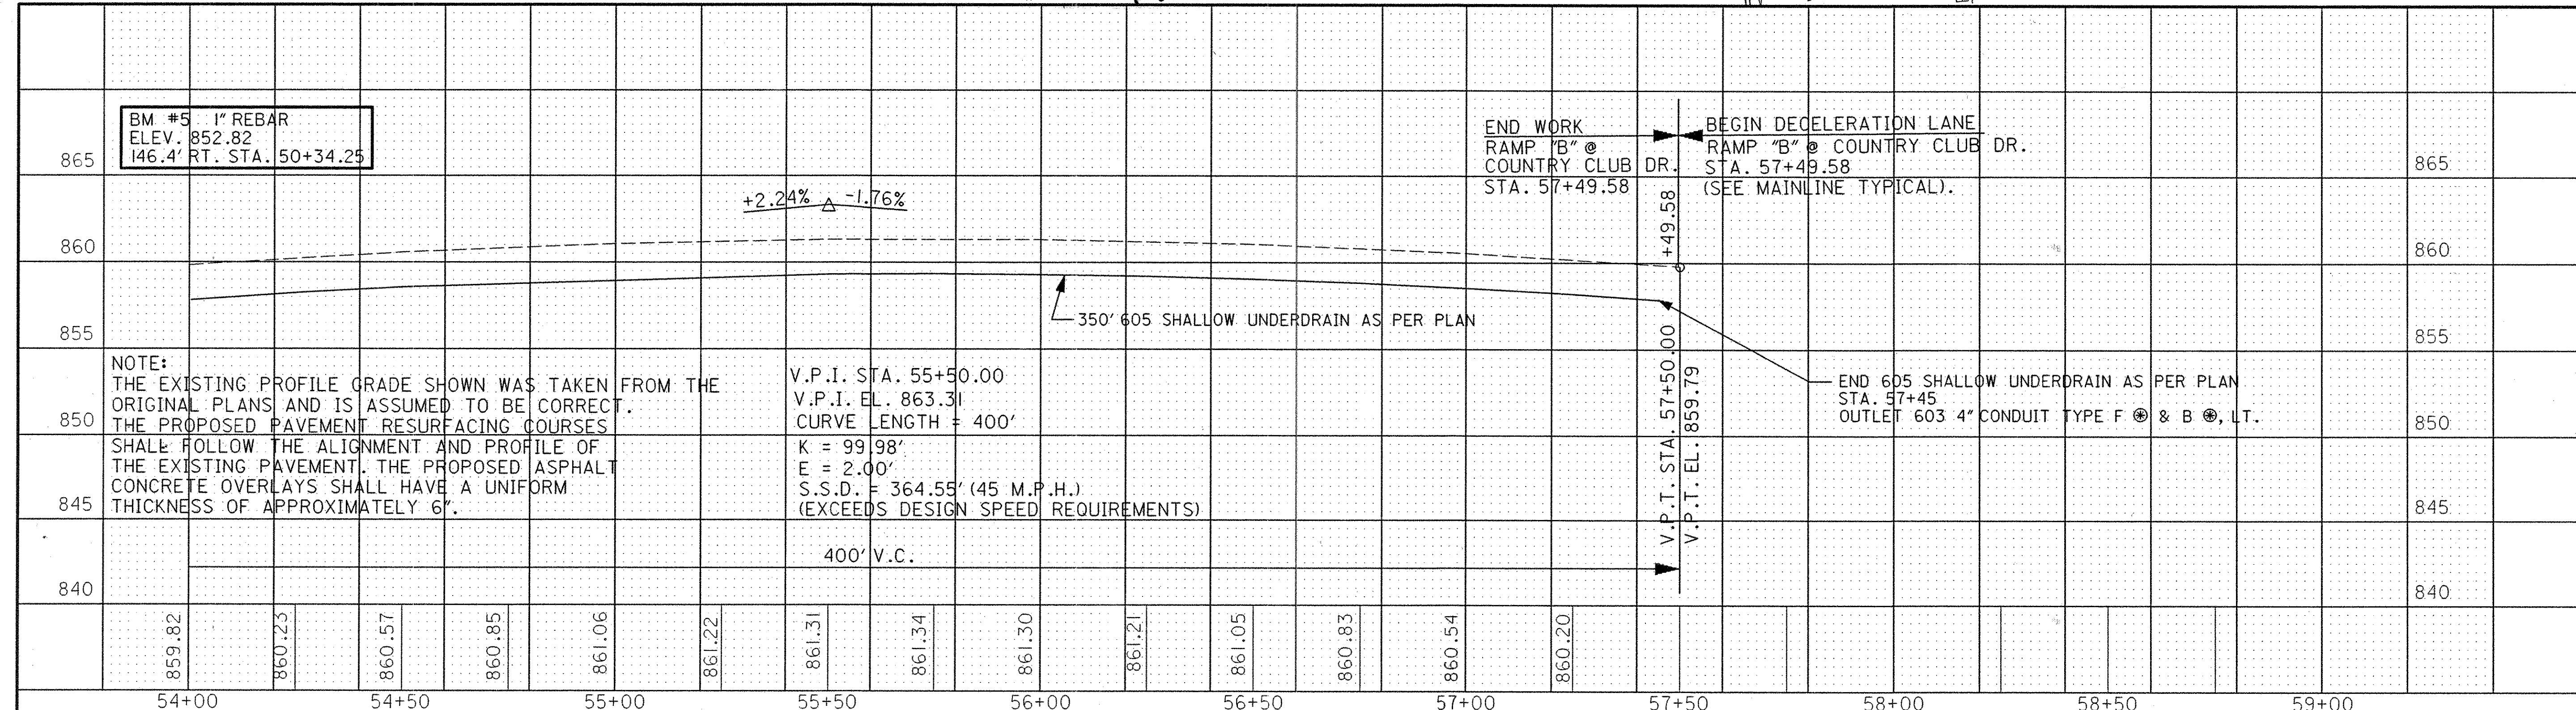 BM #5 1" REBAR
ELEV. 852.82
146.4' RT. STA. 50+34.25
END WORK
RAMP "B" @
COUNTRY CLUB DR.
STA. 57+49.58
BEGIN DECELERATION LANE
RAMP "B" @ COUNTRY CLUB DR.
STA. 57+49.58
(SEE MAINLINE TYPICAL).
+49.58
865 865
+2.24% -1.76%
860 860
350' 605 SHALLOW UNDERDRAIN AS PER PLAN
855 855
NOTE:
THE EXISTING PROFILE GRADE SHOWN WAS TAKEN FROM THE
ORIGINAL PLANS AND IS ASSUMED TO BE CORRECT.
THE PROPOSED PAVEMENT RESURFACING COURSES
SHALL FOLLOW THE ALIGNMENT AND PROFILE OF
THE EXISTING PAVEMENT. THE PROPOSED ASPHALT
CONCRETE OVERLAYS SHALL HAVE A UNIFORM
THICKNESS OF APPROXIMATELY 6".
V.P.I. STA. 55+50.00
V.P.I. EL. 863.31
CURVE LENGTH = 400'
K = 99.98'
E = 2.00'
S.S.D. = 364.55' (45 M.P.H.)
(EXCEEDS DESIGN SPEED REQUIREMENTS)
V.P.T. STA. 57+50.00
V.P.T. EL. 859.79
END 605 SHALLOW UNDERDRAIN AS PER PLAN
STA. 57+45
OUTLET 603 4" CONDUIT TYPE F ⊛ & B ⊛, LT.
850 850
845 845
400' V.C.
840 840
859.82 860.23 860.57 860.85 861.06 861.22 861.31 861.34 861.30 861.21 861.05 860.83 860.54 860.20
54+00 54+50 55+00 55+50 56+00 56+50 57+00 57+50 58+00 58+50 59+00